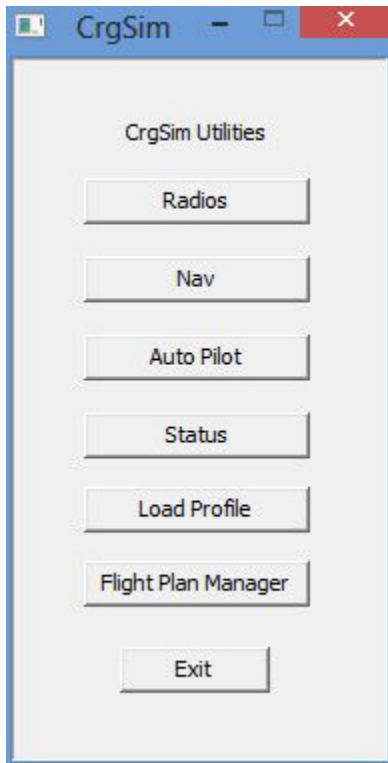 CrgSim
CrgSim Utilities
Radios
Nav
Auto Pilot
Status
Load Profile
Flight Plan Manager
Exit